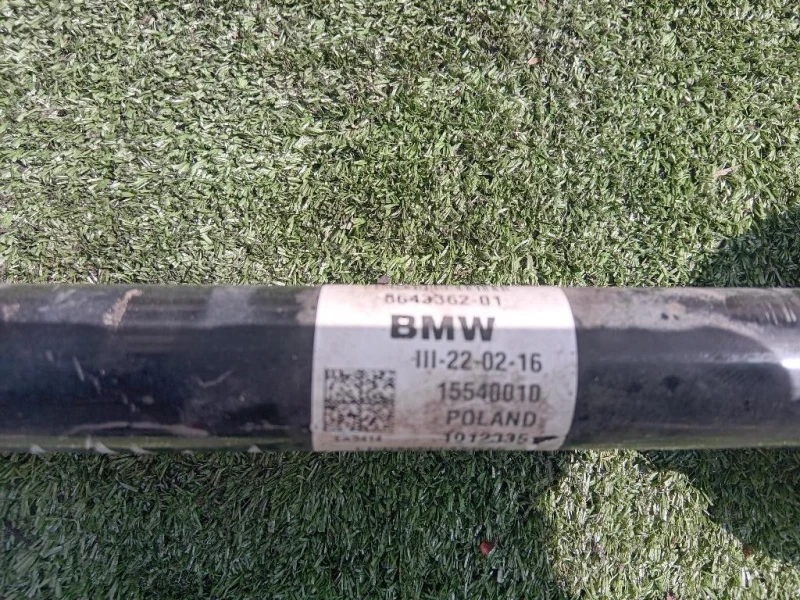 8643362-01
BMW
III-22-02-16
15540010
POLAND
1012335